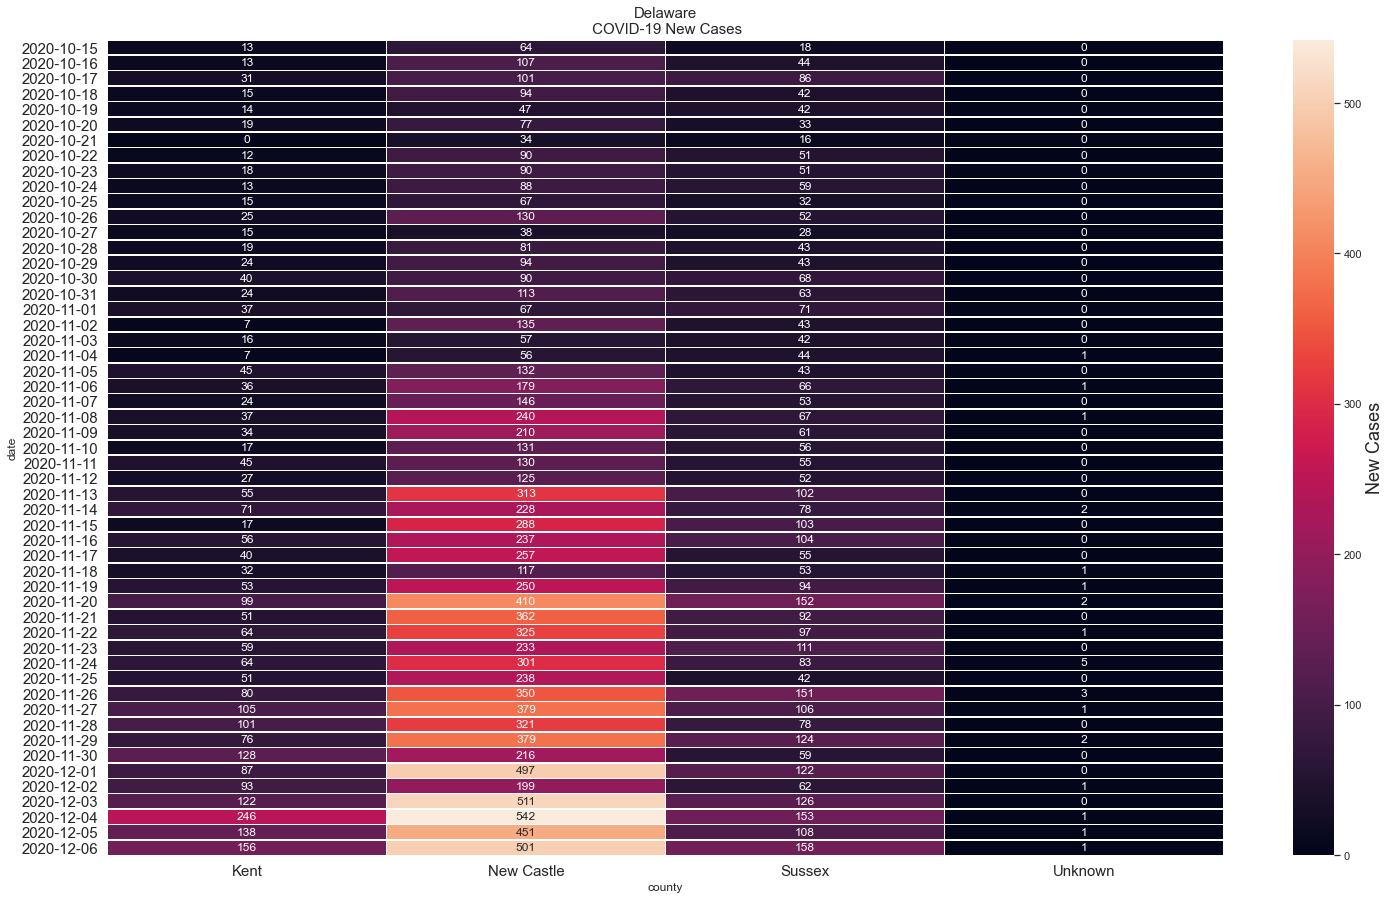 Delaware
COVID-19 New Cases
2020-10-15 13 64 18 0
2020-10-16 13 107 44 0
2020-10-17 31 101 86 0
2020-10-18 15 94 42 0
2020-10-19 14 47 42 0
2020-10-20 19 77 33 0
2020-10-21 0 34 16 0
2020-10-22 12 90 51 0
2020-10-23 18 90 51 0
2020-10-24 13 88 59 0
2020-10-25 15 67 32 0
2020-10-26 25 130 52 0
2020-10-27 15 38 28 0
2020-10-28 19 81 43 0
2020-10-29 24 94 43 0
2020-10-30 40 90 68 0
2020-10-31 24 113 63 0
2020-11-01 37 67 71 0
2020-11-02 7 135 43 0
2020-11-03 16 57 42 0
2020-11-04 7 56 44 1
2020-11-05 45 132 43 0
2020-11-06 36 179 66 1
2020-11-07 24 146 53 0
2020-11-08 37 240 67 1
2020-11-09 34 210 61 0
2020-11-10 17 131 56 0
2020-11-11 45 130 55 0
2020-11-12 27 125 52 0
2020-11-13 55 313 102 0
2020-11-14 71 228 78 2
2020-11-15 17 288 103 0
2020-11-16 56 237 104 0
2020-11-17 40 257 55 0
2020-11-18 32 117 53 1
2020-11-19 53 250 94 1
2020-11-20 99 410 152 2
2020-11-21 51 362 92 0
2020-11-22 64 325 97 1
2020-11-23 59 233 111 0
2020-11-24 64 301 83 5
2020-11-25 51 238 42 0
2020-11-26 80 350 151 3
2020-11-27 105 379 106 1
2020-11-28 101 321 78 0
2020-11-29 76 379 124 2
2020-11-30 128 216 59 0
2020-12-01 87 497 122 0
2020-12-02 93 199 62 1
2020-12-03 122 511 126 0
2020-12-04 246 542 153 1
2020-12-05 138 451 108 1
2020-12-06 156 501 158 1
date
Kent New Castle Sussex Unknown
county
500
400
300
200
100
0
New Cases